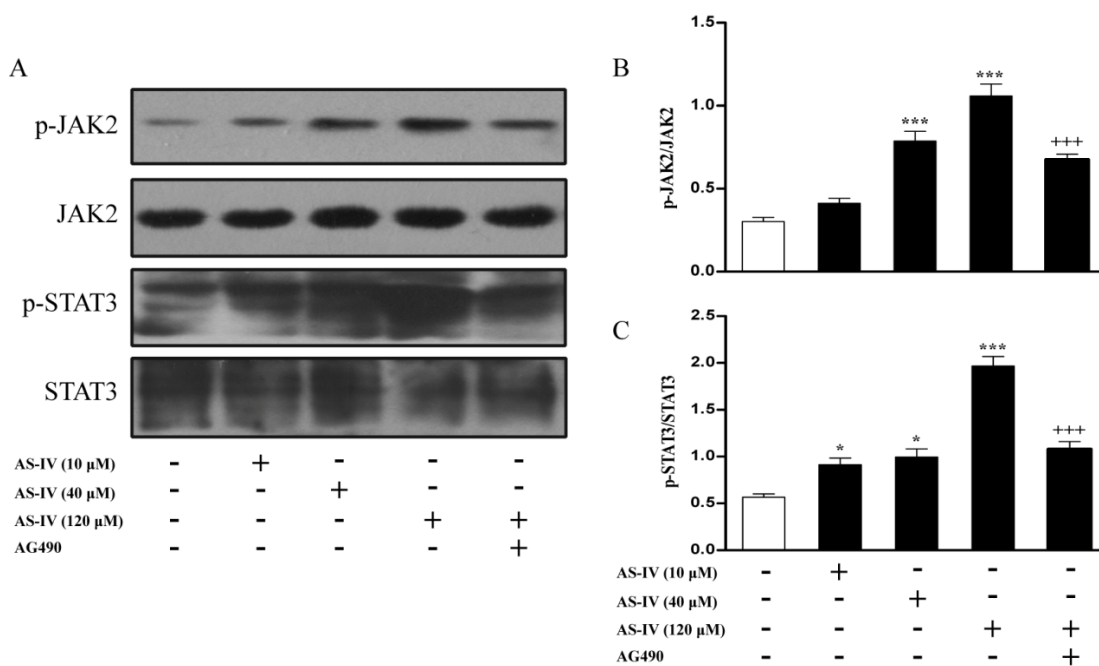 A
p-JAK2
JAK2
p-STAT3
STAT3
AS-IV (10 μM) - + - - -
AS-IV (40 μM) - - + - -
AS-IV (120 μM) - - - + +
AG490 - - - - +
B
p-JAK2/JAK2
1.5
1.0
0.5
0.0
***
***
+++
C
p-STAT3/STAT3
2.5
2.0
1.5
1.0
0.5
0.0
*
*
***
+++
AS-IV (10 μM) - + - - -
AS-IV (40 μM) - - + - -
AS-IV (120 μM) - - - + +
AG490 - - - - +